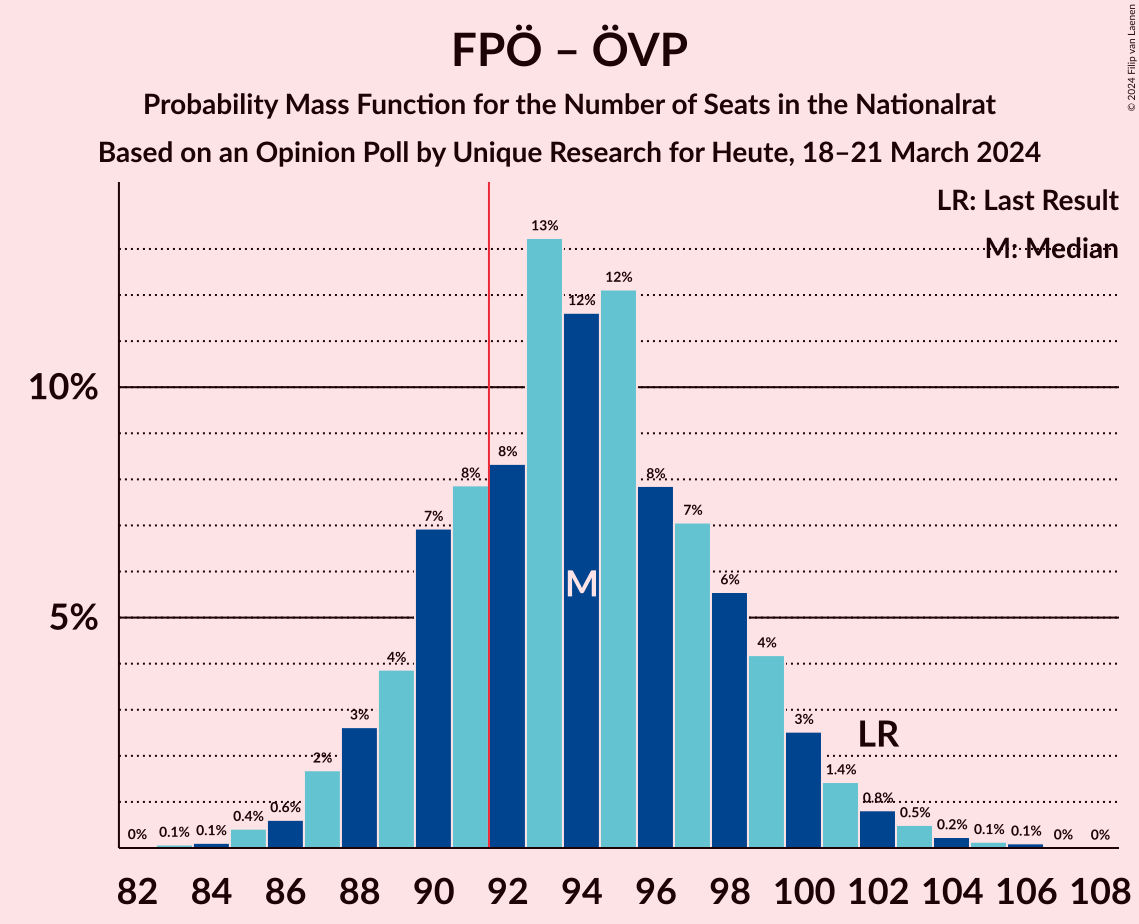 FPÖ – ÖVP
Probability Mass Function for the Number of Seats in the Nationalrat
Based on an Opinion Poll by Unique Research for Heute, 18–21 March 2024
© 2024 Filip van Laenen
LR: Last Result
M: Median
10%
5%
0% 0.1% 0.1% 0.4% 0.6% 2% 3% 4% 7% 8% 8% 13% 12% 12% 8% 7% 6% 4% 3% 1.4% 0.8% 0.5% 0.2% 0.1% 0.1% 0% 0%
M
LR
82 84 86 88 90 92 94 96 98 100 102 104 106 108